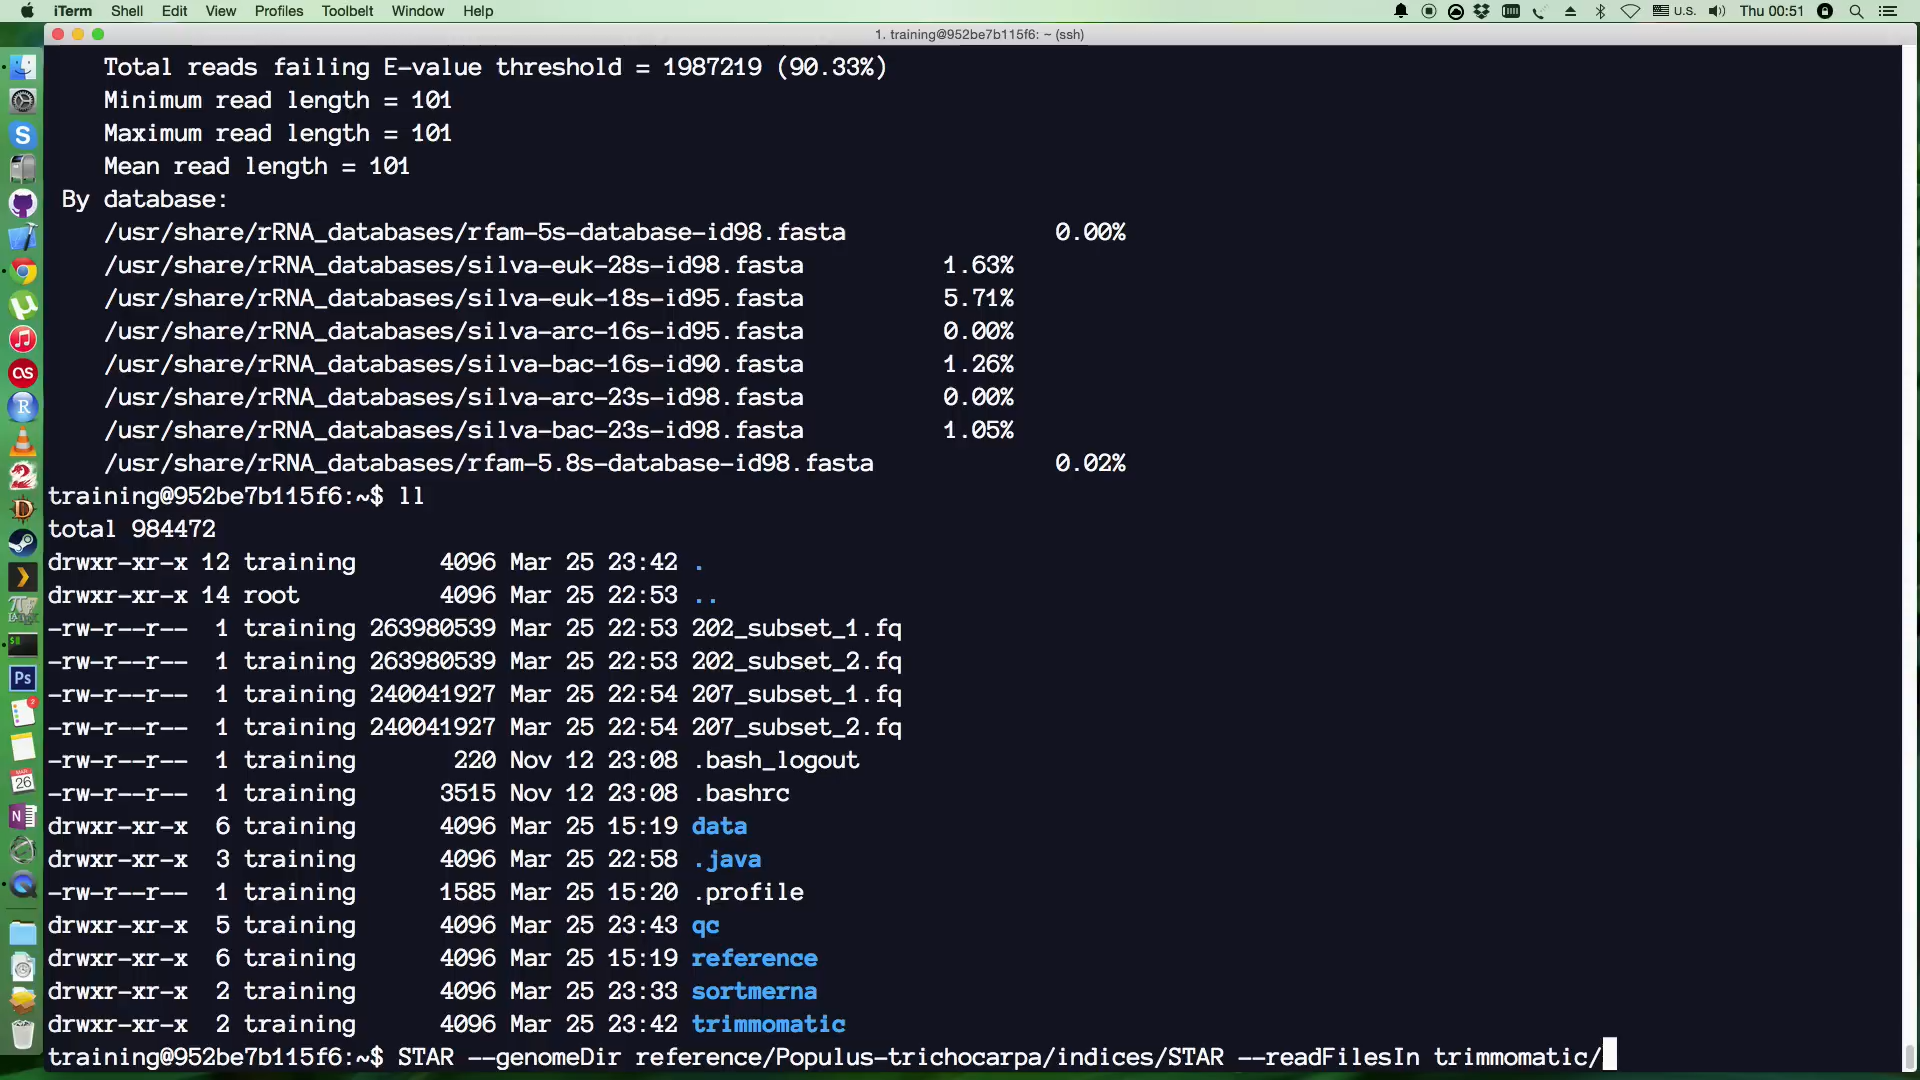 iTerm Shell Edit View Profiles Toolbelt Window Help U.S. Thu 00:51
1. training@952be7b115f6: ~ (ssh)
Total reads failing E-value threshold = 1987219 (90.33%)
Minimum read length = 101
Maximum read length = 101
Mean read length = 101
By database:
/usr/share/rRNA_databases/rfam-5s-database-id98.fasta 0.00%
/usr/share/rRNA_databases/silva-euk-28s-id98.fasta 1.63%
/usr/share/rRNA_databases/silva-euk-18s-id95.fasta 5.71%
/usr/share/rRNA_databases/silva-arc-16s-id95.fasta 0.00%
/usr/share/rRNA_databases/silva-bac-16s-id90.fasta 1.26%
/usr/share/rRNA_databases/silva-arc-23s-id98.fasta 0.00%
/usr/share/rRNA_databases/silva-bac-23s-id98.fasta 1.05%
/usr/share/rRNA_databases/rfam-5.8s-database-id98.fasta 0.02%
training@952be7b115f6:~$ ll
total 984472
drwxr-xr-x 12 training 4096 Mar 25 23:42 .
drwxr-xr-x 14 root 4096 Mar 25 22:53 ..
-rw-r--r-- 1 training 263980539 Mar 25 22:53 202_subset_1.fq
-rw-r--r-- 1 training 263980539 Mar 25 22:53 202_subset_2.fq
-rw-r--r-- 1 training 240041927 Mar 25 22:54 207_subset_1.fq
-rw-r--r-- 1 training 240041927 Mar 25 22:54 207_subset_2.fq
-rw-r--r-- 1 training 220 Nov 12 23:08 .bash_logout
-rw-r--r-- 1 training 3515 Nov 12 23:08 .bashrc
drwxr-xr-x 6 training 4096 Mar 25 15:19 data
drwxr-xr-x 3 training 4096 Mar 25 22:58 .java
-rw-r--r-- 1 training 1585 Mar 25 15:20 .profile
drwxr-xr-x 5 training 4096 Mar 25 23:43 qc
drwxr-xr-x 6 training 4096 Mar 25 15:19 reference
drwxr-xr-x 2 training 4096 Mar 25 23:33 sortmerna
drwxr-xr-x 2 training 4096 Mar 25 23:42 trimmomatic
training@952be7b115f6:~$ STAR --genomeDir reference/Populus-trichocarpa/indices/STAR --readFilesIn trimmomatic/